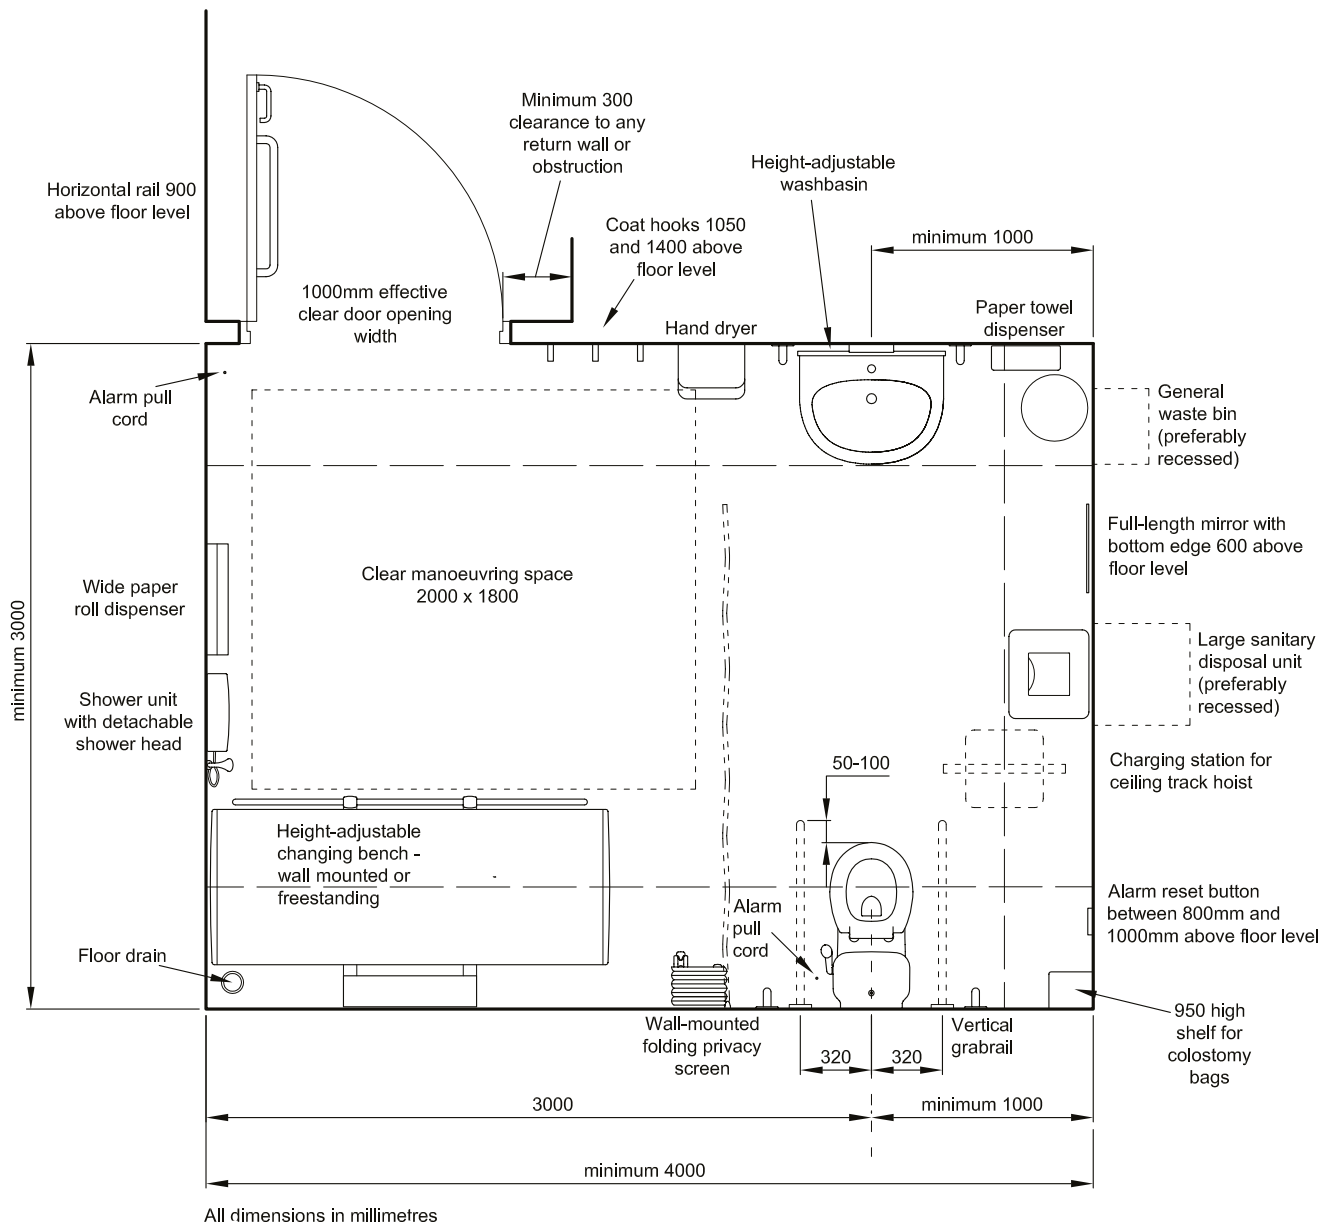 Minimum 300
clearance to any
return wall or
obstruction
Height-adjustable
washbasin
Horizontal rail 900
above floor level
Coat hooks 1050
and 1400 above
floor level
minimum 1000
1000mm effective
clear door opening
width
Paper towel
dispenser
Hand dryer
Alarm pull
cord
General
waste bin
(preferably
recessed)
Full-length mirror with
bottom edge 600 above
floor level
Clear manoeuvring space
2000 x 1800
Wide paper
roll dispenser
minimum 3000
Large sanitary
disposal unit
(preferably
recessed)
Shower unit
with detachable
shower head
50-100
Charging station for
ceiling track hoist
Height-adjustable
changing bench -
wall mounted or
freestanding
Alarm
pull
cord
Alarm reset button
between 800mm and
1000mm above floor level
Floor drain
Wall-mounted
folding privacy
screen
320
320
Vertical
grabrail
950 high
shelf for
colostomy
bags
3000
minimum 1000
minimum 4000
All dimensions in millimetres